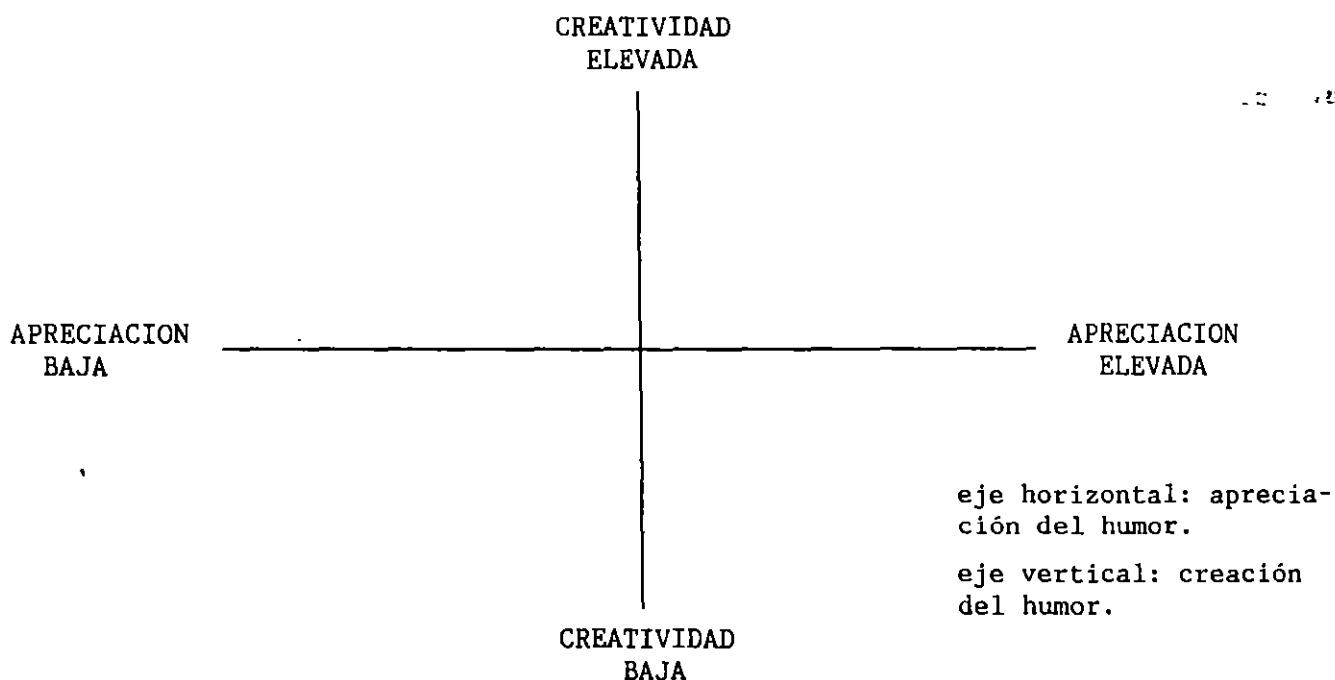 CREATIVIDAD
ELEVADA
APRECIACION
BAJA
APRECIACION
ELEVADA
eje horizontal: aprecia-
ción del humor.
eje vertical: creación
del humor.
CREATIVIDAD
BAJA